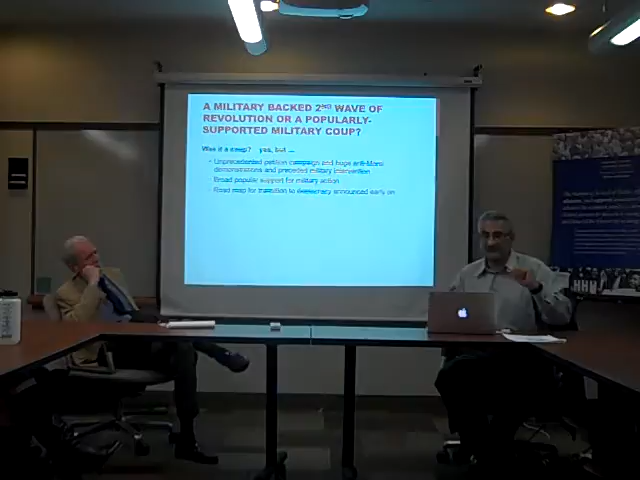 A MILITARY BACKED 2ND WAVE OF
REVOLUTION OR A POPULARLY-
SUPPORTED MILITARY COUP?
Was it a coup? yes, but ...
• Unprecedented petition campaign and huge anti-Morsi
demonstrations and preceded military intervention
• Broad popular support for military action
• Road map for transition to democracy announced early on